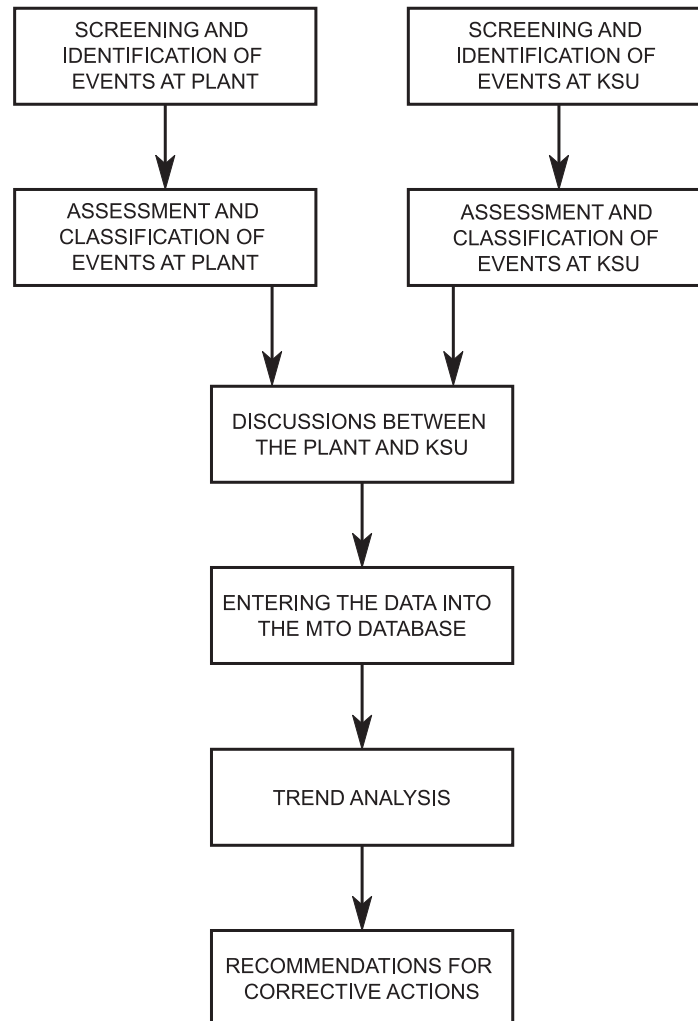 SCREENING AND
IDENTIFICATION OF
EVENTS AT PLANT
SCREENING AND
IDENTIFICATION OF
EVENTS AT KSU
ASSESSMENT AND
CLASSIFICATION OF
EVENTS AT PLANT
ASSESSMENT AND
CLASSIFICATION OF
EVENTS AT KSU
DISCUSSIONS BETWEEN
THE PLANT AND KSU
ENTERING THE DATA INTO
THE MTO DATABASE
TREND ANALYSIS
RECOMMENDATIONS FOR
CORRECTIVE ACTIONS